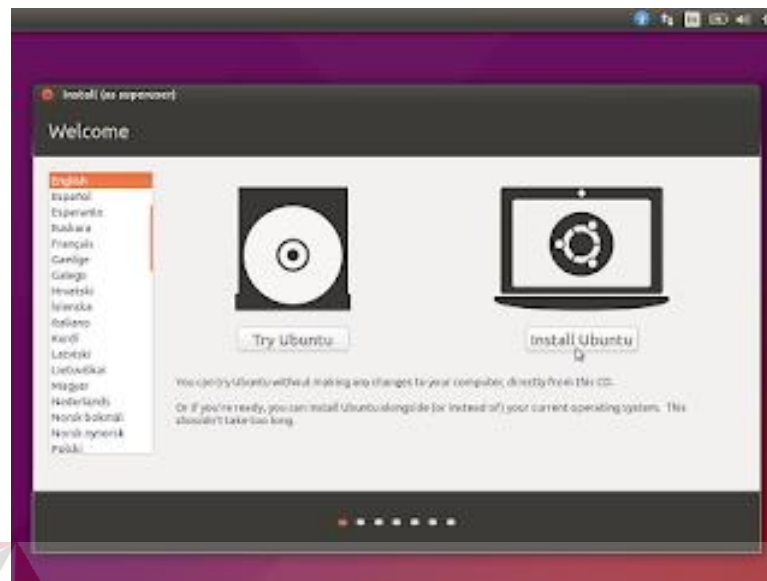 Install (as superuser)
Welcome
English
Español
Esperanto
Euskara
Français
Gaeilge
Galego
Hrvatski
Íslenska
Italiano
Kurdî
Latviski
Lietuviškai
Magyar
Nederlands
Norsk bokmål
Norsk nynorsk
Polski
Try Ubuntu
Install Ubuntu
You can try Ubuntu without making any changes to your computer, directly from this CD.
Or if you're ready, you can install Ubuntu alongside (or instead of) your current operating system. This
shouldn't take too long.